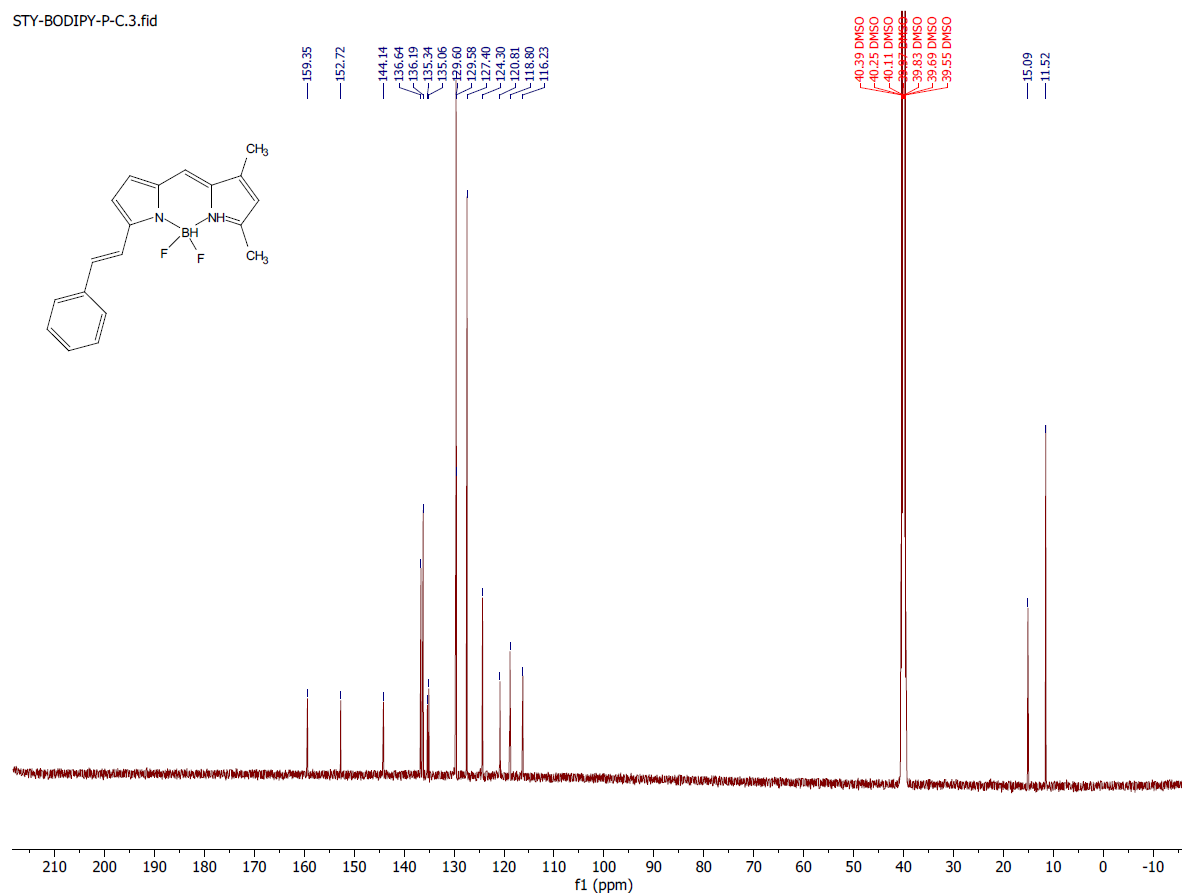 STY-BODIPY-P-C.3.fid
159.35
152.72
144.14
136.64
136.19
135.34
135.06
129.60
129.58
127.40
124.30
120.81
118.80
116.23
40.39 DMSO
40.25 DMSO
40.11 DMSO
39.97 DMSO
39.83 DMSO
39.69 DMSO
39.55 DMSO
15.09
11.52
CH3
N
NH
BH
F
F
CH3
210 200 190 180 170 160 150 140 130 120 110 100 90 80 70 60 50 40 30 20 10 0 -10
f1 (ppm)